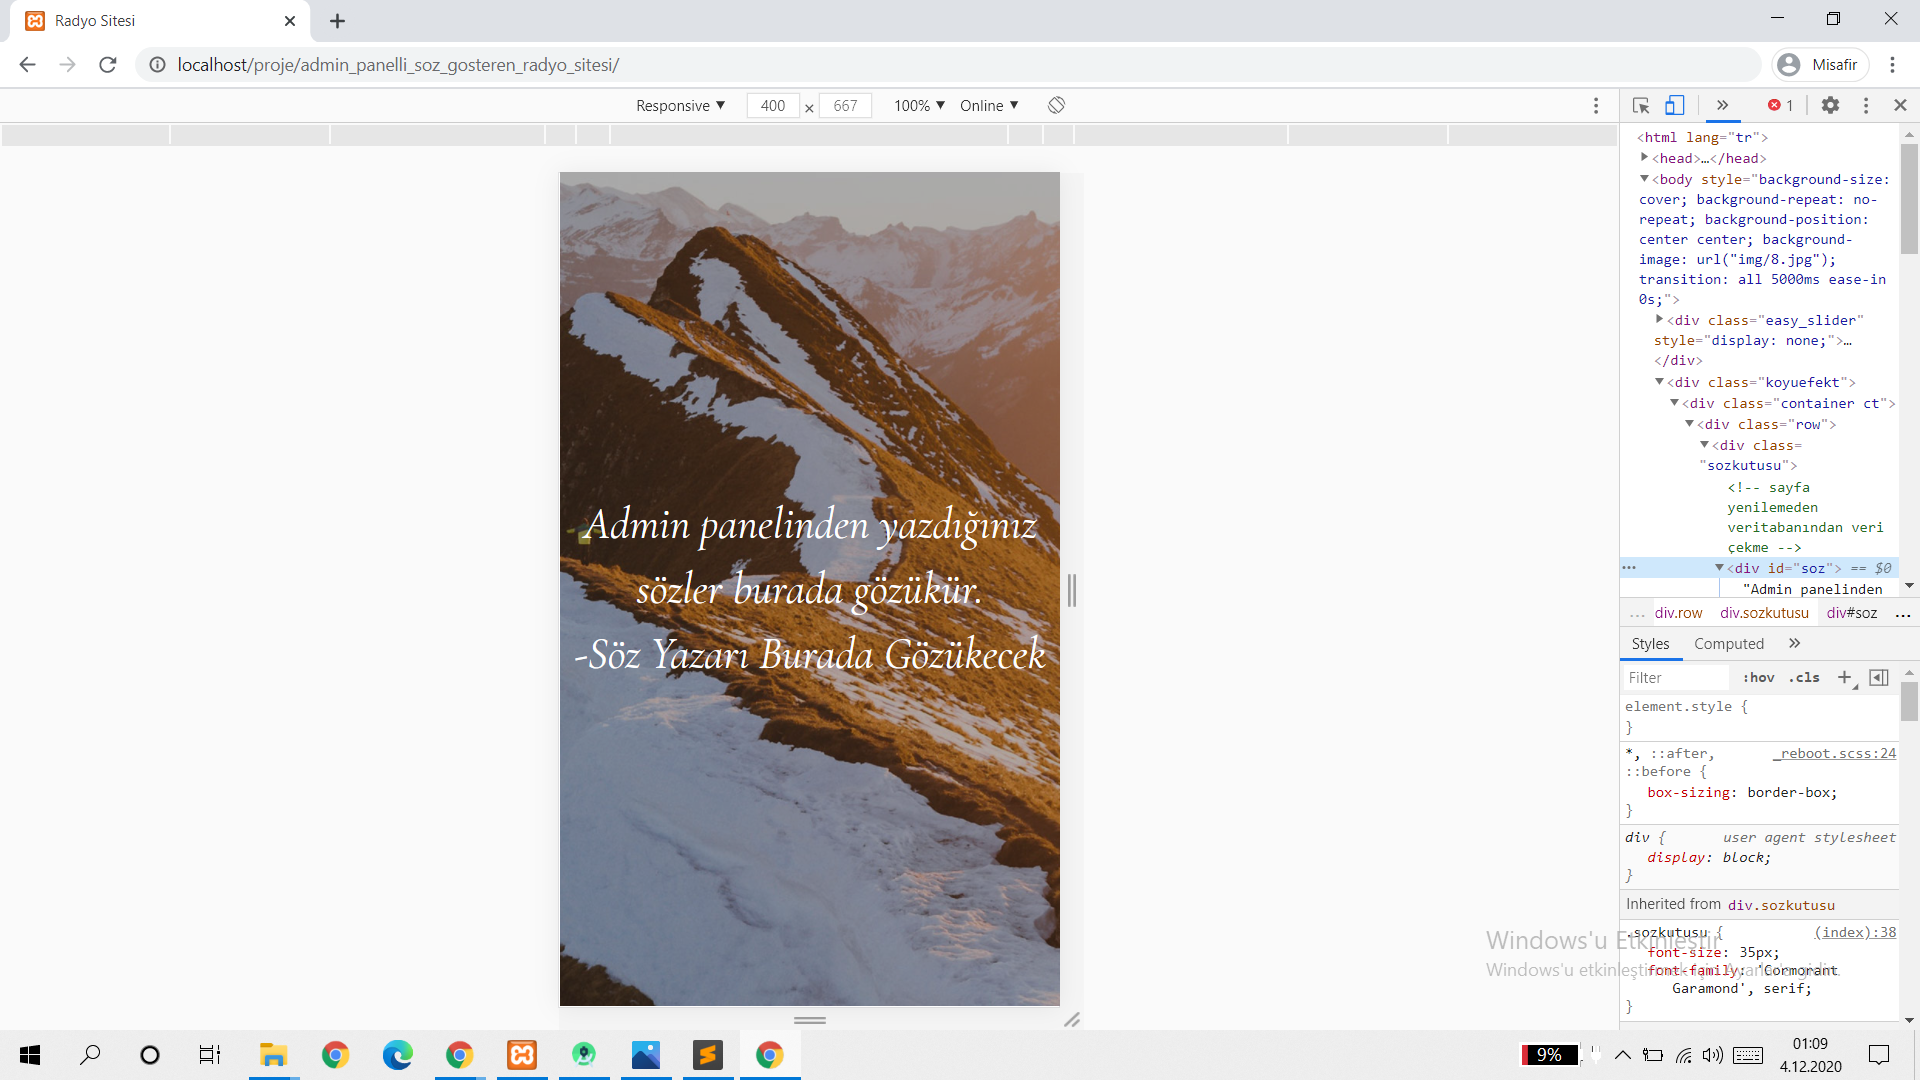 Radyo Sitesi
localhost/proje/admin_panelli_soz_gosteren_radyo_sitesi/
Misafir
Responsive ▼ 400 × 667 100% ▼ Online ▼
1
<html lang="tr">
<head>…</head>
<body style="background-size:
cover; background-repeat: no-
repeat; background-position:
center center; background-
image: url("img/8.jpg");
transition: all 5000ms ease-in
0s;">
<div class="easy_slider"
style="display: none;">…
</div>
<div class="koyuefekt">
<div class="container ct">
<div class="row">
<div class=
"sozkutusu">
<!-- sayfa
yenilemeden
veritabanından veri
çekme -->
<div id="soz"> == $0
"Admin panelinden
... div.row div.sozkutusu div#soz ...
Styles Computed
Filter :hov .cls
element.style {
}
*, ::after, _reboot.scss:24
::before {
box-sizing: border-box;
}
div { user agent stylesheet
display: block;
}
Inherited from div.sozkutusu
.sozkutusu { (index):38
font-size: 35px;
font-family: 'Cormorant
Garamond', serif;
}
Admin panelinden yazdığınız
sözler burada gözükür.
-Söz Yazarı Burada Gözükecek
Windows'u Etkinleştir
Windows'u etkinleştirmek için Ayarlar'a gidin.
9%
01:09
4.12.2020